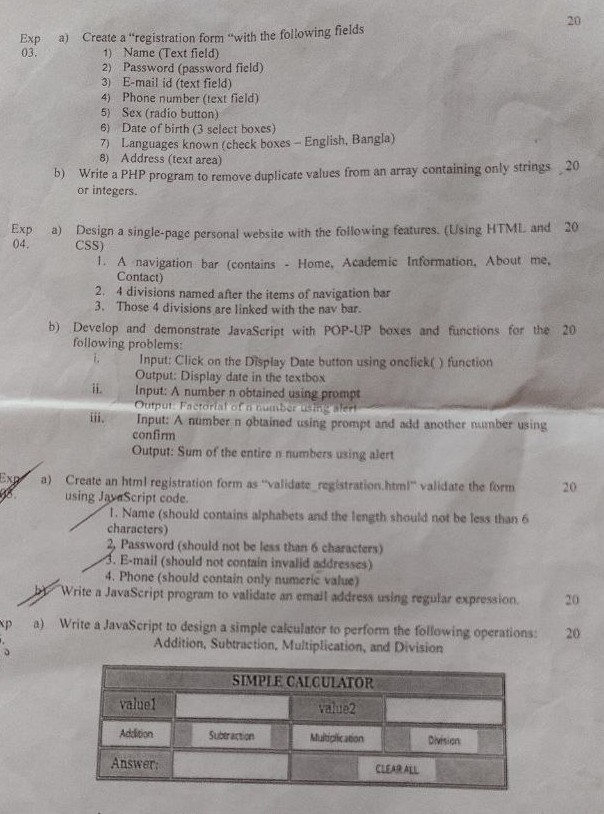 20
Exp a) Create a "registration form "with the following fields
03.
1) Name (Text field)
2) Password (password field)
3) E-mail id (text field)
4) Phone number (text field)
5) Sex (radio button)
6) Date of birth (3 select boxes)
7) Languages known (check boxes – English, Bangla)
8) Address (text area)
b) Write a PHP program to remove duplicate values from an array containing only strings 20
or integers.
Exp a) Design a single-page personal website with the following features. (Using HTML and 20
04. CSS)
1. A navigation bar (contains - Home, Academic Information, About me,
Contact)
2. 4 divisions named after the items of navigation bar
3. Those 4 divisions are linked with the nav bar.
b) Develop and demonstrate JavaScript with POP-UP boxes and functions for the 20
following problems:
i. Input: Click on the Display Date button using onclick( ) function
Output: Display date in the textbox
ii. Input: A number n obtained using prompt
Output: Factorial of n number using alert
iii. Input: A number n obtained using prompt and add another number using
confirm
Output: Sum of the entire n numbers using alert
Exp a) Create an html registration form as "validate_registration.html" validate the form 20
using JavaScript code.
1. Name (should contains alphabets and the length should not be less than 6
characters)
2. Password (should not be less than 6 characters)
3. E-mail (should not contain invalid addresses)
4. Phone (should contain only numeric value)
b) Write a JavaScript program to validate an email address using regular expression. 20
xp a) Write a JavaScript to design a simple calculator to perform the following operations: 20
Addition, Subtraction, Multiplication, and Division
SIMPLE CALCULATOR
value1 value2
Addition Subtraction Multiplication Division
Answer: CLEAR ALL